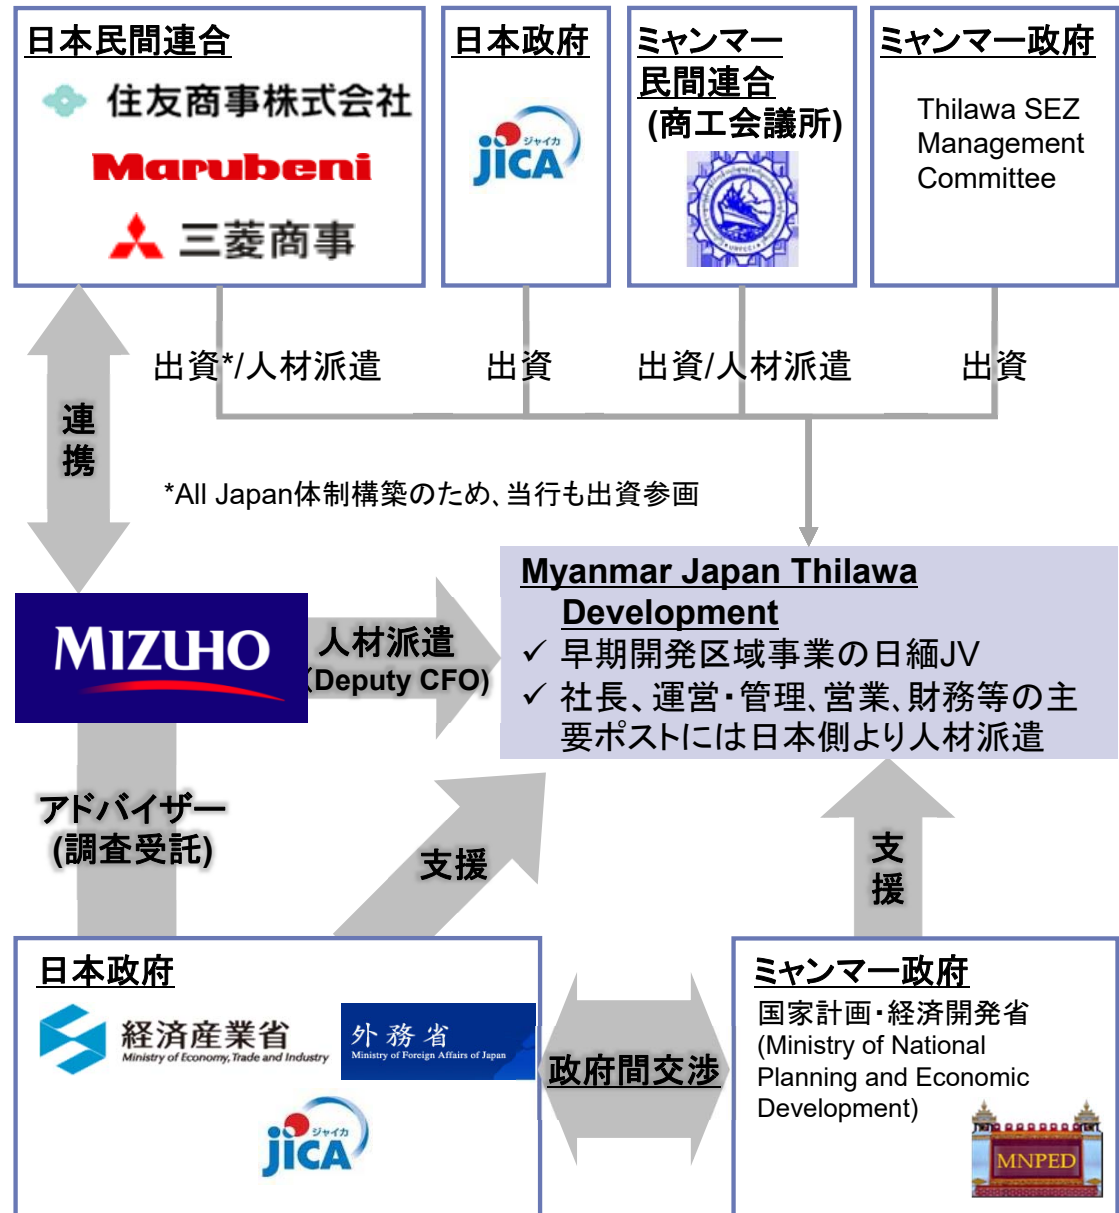 日本民間連合
住友商事株式会社
Marubeni
三菱商事
日本政府
ジャイカ
JICA
ミャンマー
民間連合
(商工会議所)
ミャンマー政府
Thilawa SEZ
Management
Committee
出資*/人材派遣
出資
出資/人材派遣
出資
連携
*All Japan体制構築のため、当行も出資参画
MIZUHO
人材派遣
(Deputy CFO)
Myanmar Japan Thilawa
Development
✓ 早期開発区域事業の日緬JV
✓ 社長、運営・管理、営業、財務等の主
要ポストには日本側より人材派遣
アドバイザー
(調査受託)
支援
支援
日本政府
経済産業省
Ministry of Economy, Trade and Industry
外務省
Ministry of Foreign Affairs of Japan
ジャイカ
JICA
政府間交渉
ミャンマー政府
国家計画・経済開発省
(Ministry of National
Planning and Economic
Development)
MNPED